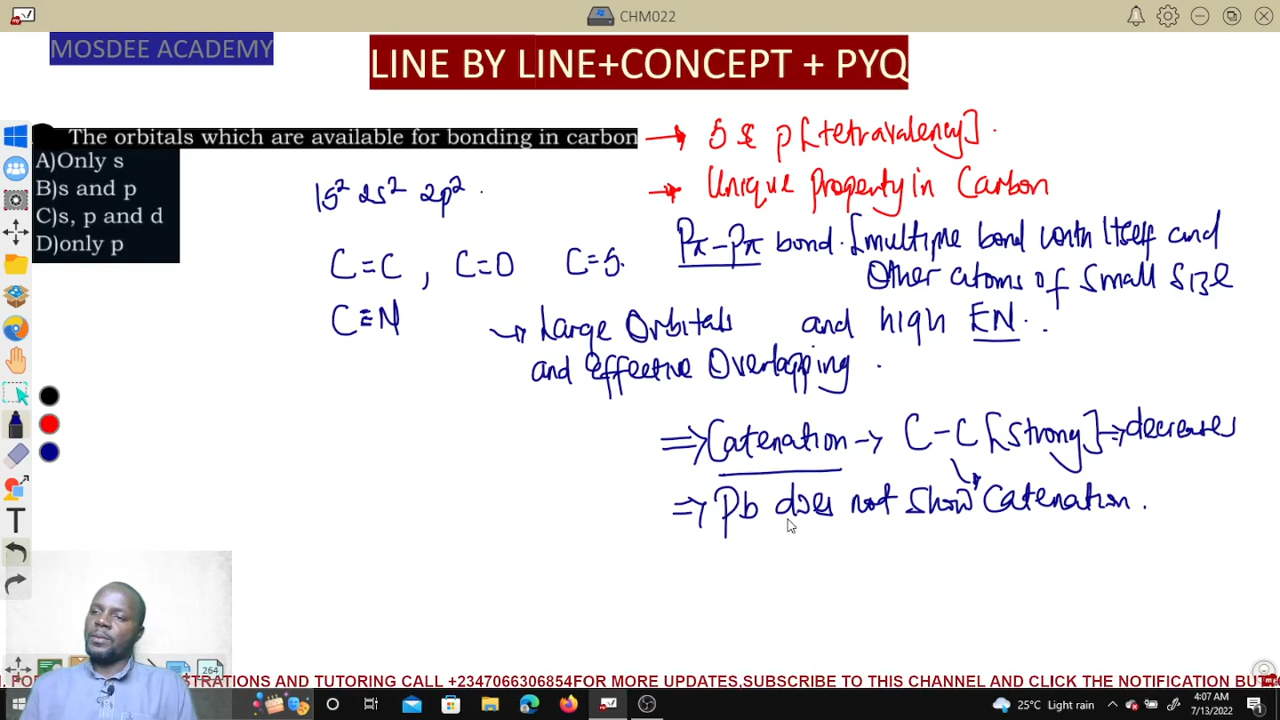 CHM022
MOSDEE ACADEMY
LINE BY LINE+CONCEPT + PYQ
The orbitals which are available for bonding in carbon
A)Only s
B)s and p
C)s, p and d
D)only p
→ s & p [tetravalency].
→ Unique Property in Carbon
1s² 2s² 2p².
Pπ-Pπ bond. [multiple bond with Itself and
Other atoms of Small Size
C=C, C=O C=S.
C≡N
→ Large Orbitals and high EN.
and effective Overlapping.
⇒ Catenation → C-C [Strong] ⇒ decreases
⇒ Pb does not Show Catenation.
264
RATIONS AND TUTORIAL CALL +2347066306854FOR MORE UPDATES,SUBSCRIBE TO THIS CHANNEL AND CLICK THE NOTIFICATION BUT
25°C Light rain
4:07 AM
7/13/2022